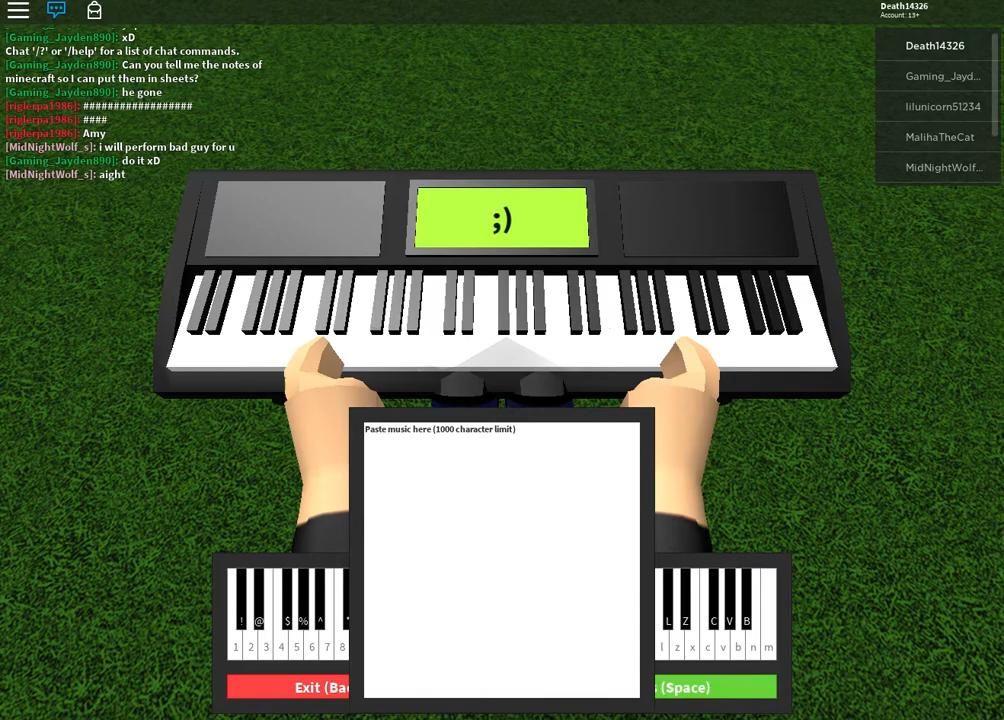 Death14326
Account: 13+
[Gaming_Jayden890]: xD
Chat '/?' or '/help' for a list of chat commands.
[Gaming_Jayden890]: Can you tell me the notes of
minecraft so I can put them in sheets?
[Gaming_Jayden890]: he gone
[riglerpa1986]: ##################
[riglerpa1986]: ####
[riglerpa1986]: Amy
[MidNightWolf_s]: i will perform bad guy for u
[Gaming_Jayden890]: do it xD
[MidNightWolf_s]: aight
Death14326
Gaming_Jayd...
lilunicorn51234
MalihaTheCat
MidNightWolf...
;)
Paste music here (1000 character limit)
! @ $ % ^ L Z C V B
1 2 3 4 5 6 7 8 l z x c v b n m
Exit (Ba
(Space)